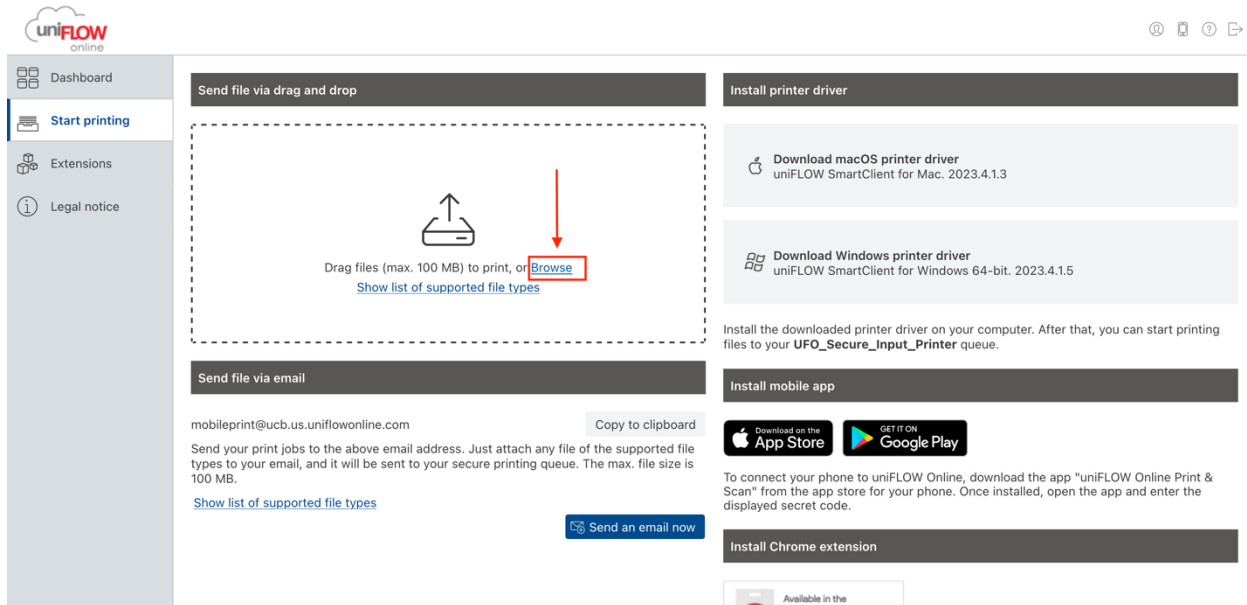 uniFLOW
online
Dashboard
Start printing
Extensions
Legal notice
Send file via drag and drop
Drag files (max. 100 MB) to print, or Browse
Show list of supported file types
Send file via email
mobileprint@ucb.us.uniflowonline.com
Copy to clipboard
Send your print jobs to the above email address. Just attach any file of the supported file
types to your email, and it will be sent to your secure printing queue. The max. file size is
100 MB.
Show list of supported file types
Send an email now
Install printer driver
Download macOS printer driver
uniFLOW SmartClient for Mac. 2023.4.1.3
Download Windows printer driver
uniFLOW SmartClient for Windows 64-bit. 2023.4.1.5
Install the downloaded printer driver on your computer. After that, you can start printing
files to your UFO_Secure_Input_Printer queue.
Install mobile app
Download on the
App Store
GET IT ON
Google Play
To connect your phone to uniFLOW Online, download the app "uniFLOW Online Print &
Scan" from the app store for your phone. Once installed, open the app and enter the
displayed secret code.
Install Chrome extension
Available in the